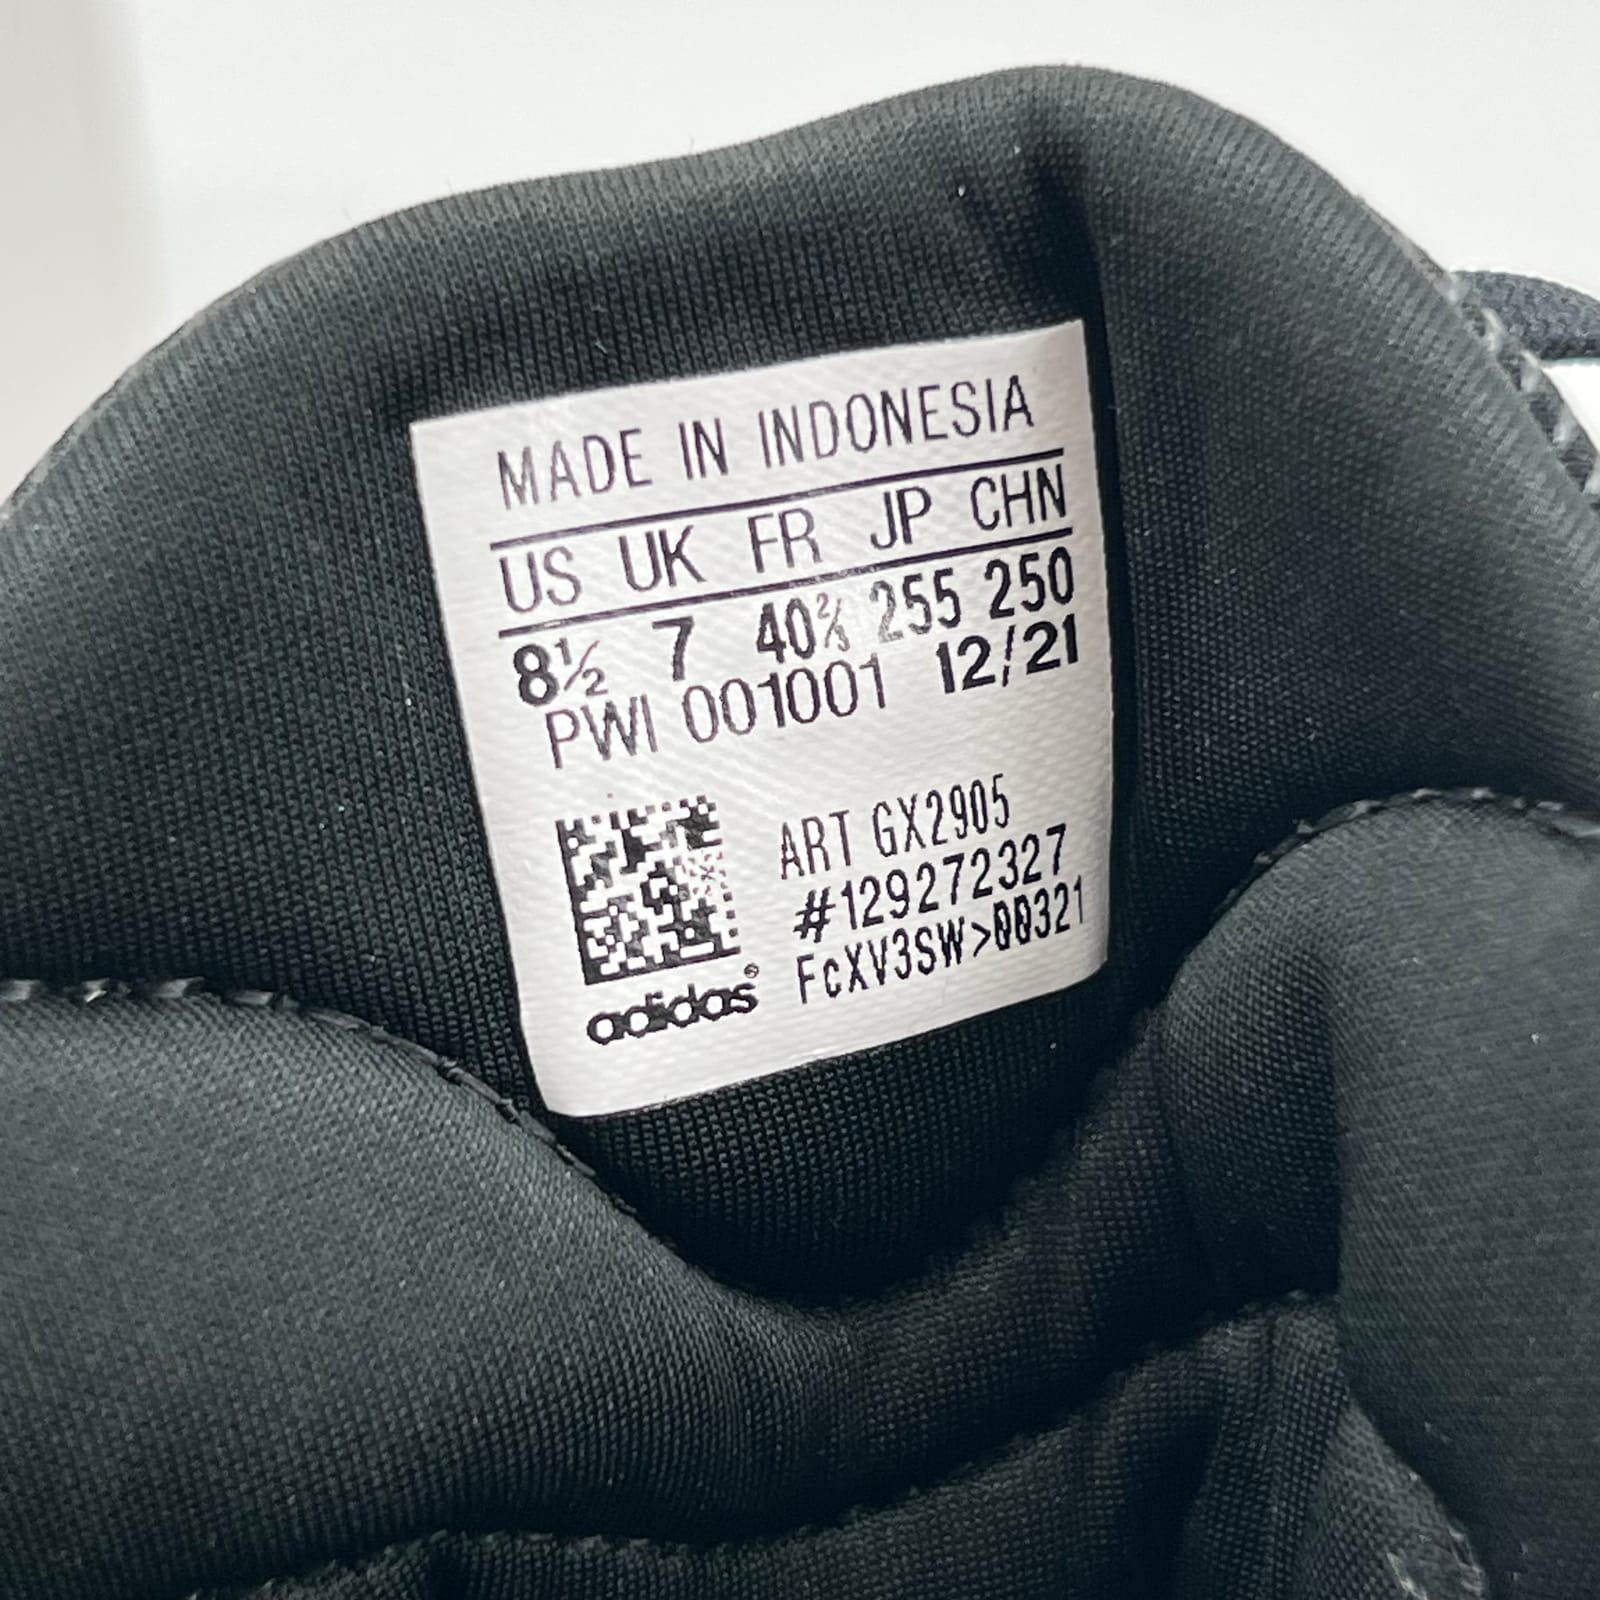 MADE IN INDONESIA
US UK FR JP CHN
8½ 7 40⅔ 255 250
PWI 001001 12/21
ART GX2905
#129272327
FcXV3SW>00321
adidas®